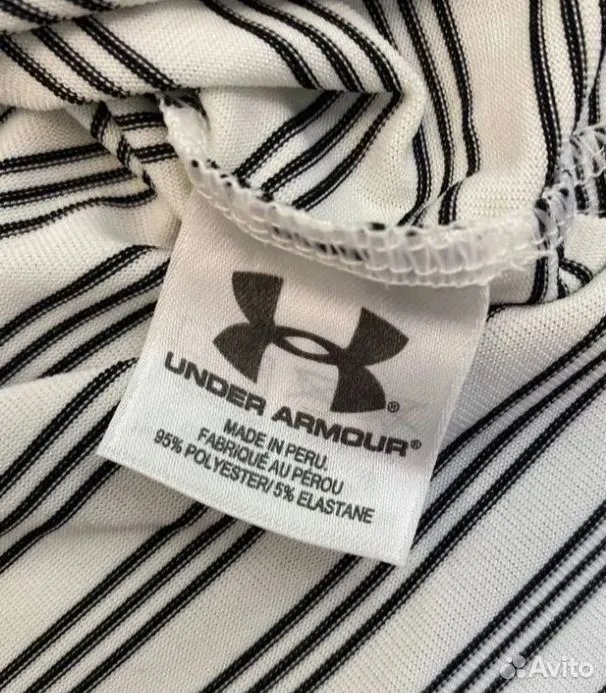 UNDER ARMOUR®
MADE IN PERU.
FABRIQUÉ AU PÉROU
95% POLYESTER/ 5% ELASTANE
Avito